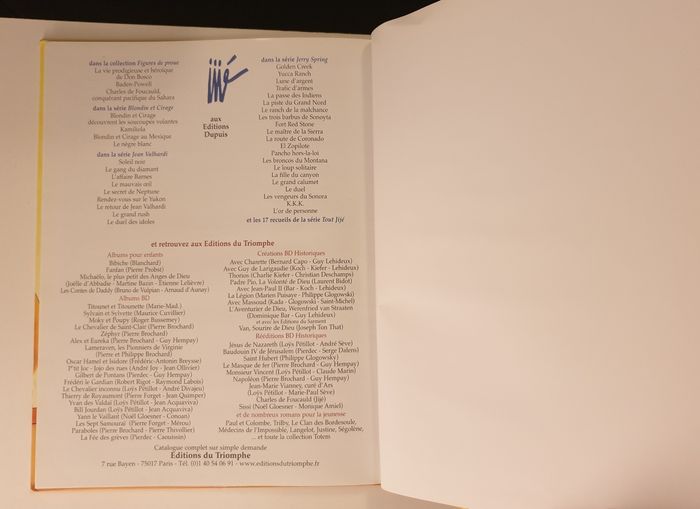 dans la collection Figures de proue
La vie prodigieuse et héroïque
de Don Bosco
Baden-Powell
Charles de Foucauld,
conquérant pacifique du Sahara
dans la série Blondin et Cirage
Blondin et Cirage
découvrent les soucoupes volantes
Kamiliola
Blondin et Cirage au Mexique
Le nègre blanc
dans la série Jean Valhardi
Soleil noir
Le gang du diamant
L'affaire Barnes
Le mauvais œil
Le secret de Neptune
Rendez-vous sur le Yukon
Le retour de Jean Valhardi
Le grand rush
Le duel des idoles
jijé
aux
Editions
Dupuis
dans la série Jerry Spring
Golden Creek
Yucca Ranch
Lune d'argent
Trafic d'armes
La passe des Indiens
La piste du Grand Nord
Le ranch de la malchance
Les trois barbus de Sonoyta
Fort Red Stone
Le maître de la Sierra
La route de Coronado
El Zopilote
Pancho hors-la-loi
Les broncos du Montana
Le loup solitaire
La fille du canyon
Le grand calumet
Le duel
Les vengeurs du Sonora
K.K.K.
L'or de personne
et les 17 recueils de la série Tout Jijé
et retrouvez aux Editions du Triomphe
Albums pour enfants
Bibiche (Blanchard)
Fanfan (Pierre Probst)
Michaëlo, le plus petit des Anges de Dieu
(Joëlle d'Abbadie - Martine Bazin - Étienne Lelièvre)
Les Contes de Daddy (Bruno de Vulpian - Arnaud d'Aunay)
Albums BD
Titounet et Titounette (Marie-Mad.)
Sylvain et Sylvette (Maurice Cuvillier)
Moky et Poupy (Roger Bussemey)
Le Chevalier de Saint-Clair (Pierre Brochard)
Zéphyr (Pierre Brochard)
Alex et Euréka (Pierre Brochard - Guy Hempay)
Lameraven, les Pionniers de Virginie
(Pierre et Philippe Brochard)
Oscar Hamel et Isidore (Frédéric-Antonin Breysse)
P'tit Joc - Jojo des rues (André Joy - Jean Ollivier)
Gilbert de Pontans (Pierdec - Guy Hempay)
Frédéri le Gardian (Robert Rigot - Raymond Labois)
Le Chevalier inconnu (Loÿs Pétillot - André Divajeu)
Thierry de Royaumont (Pierre Forget - Jean Quimper)
Yvan des Valdaï (Loÿs Pétillot - Jean Acquaviva)
Bill Jourdan (Loÿs Pétillot - Jean Acquaviva)
Yann le Vaillant (Noël Gloesner - Conoan)
Les Sept Samouraï (Pierre Forget - Mérou)
Paraboles (Pierre Brochard - Pierre Thivollier)
La Fée des grèves (Pierdec - Caouissin)
Créations BD Historiques
Avec Charette (Bernard Capo - Guy Lehideux)
Avec Guy de Larigaudie (Koch - Kiefer - Lehideux)
Thonon (Charlie Kiefer - Christian Deschamps)
Padre Pio, La Volonté de Dieu (Laurent Bidot)
Avec Jean-Paul II (Bar - Koch - Lehideux)
La Légion (Marien Puisaye - Philippe Glogowski)
Avec Massoud (Kada - Glogowski - Saint-Michel)
L'Aventurier de Dieu, Werenfried van Straaten
(Dominique Bar - Guy Lehideux)
et avec les Editions du Sarment
Van, Sourire de Dieu (Joseph Ton That)
Rééditions BD Historiques
Jésus de Nazareth (Loÿs Pétillot - André Sève)
Baudouin IV de Jérusalem (Pierdec - Serge Dalens)
Saint Hubert (Philippe Glogowski)
Le Masque de fer (Pierre Brochard - Guy Hempay)
Monsieur Vincent (Loÿs Pétillot - Claude Marin)
Napoléon (Pierre Brochard - Guy Hempay)
Jean-Marie Vianney, curé d'Ars
(Loÿs Pétillot - Marie-Paul Sève)
Charles de Foucauld (Jijé)
Sissi (Noël Gloesner - Monique Amiel)
et de nombreux romans pour la jeunesse
Paul et Colombe, Trilby, Le Clan des Bordesoule,
Médecins de l'Impossible, Langelot, Justine, Ségolène,
... et toute la collection Totem
Catalogue complet sur simple demande
Éditions du Triomphe
7 rue Bayen - 75017 Paris - Tél. (0)1 40 54 06 91 - www.editionsdutriomphe.fr